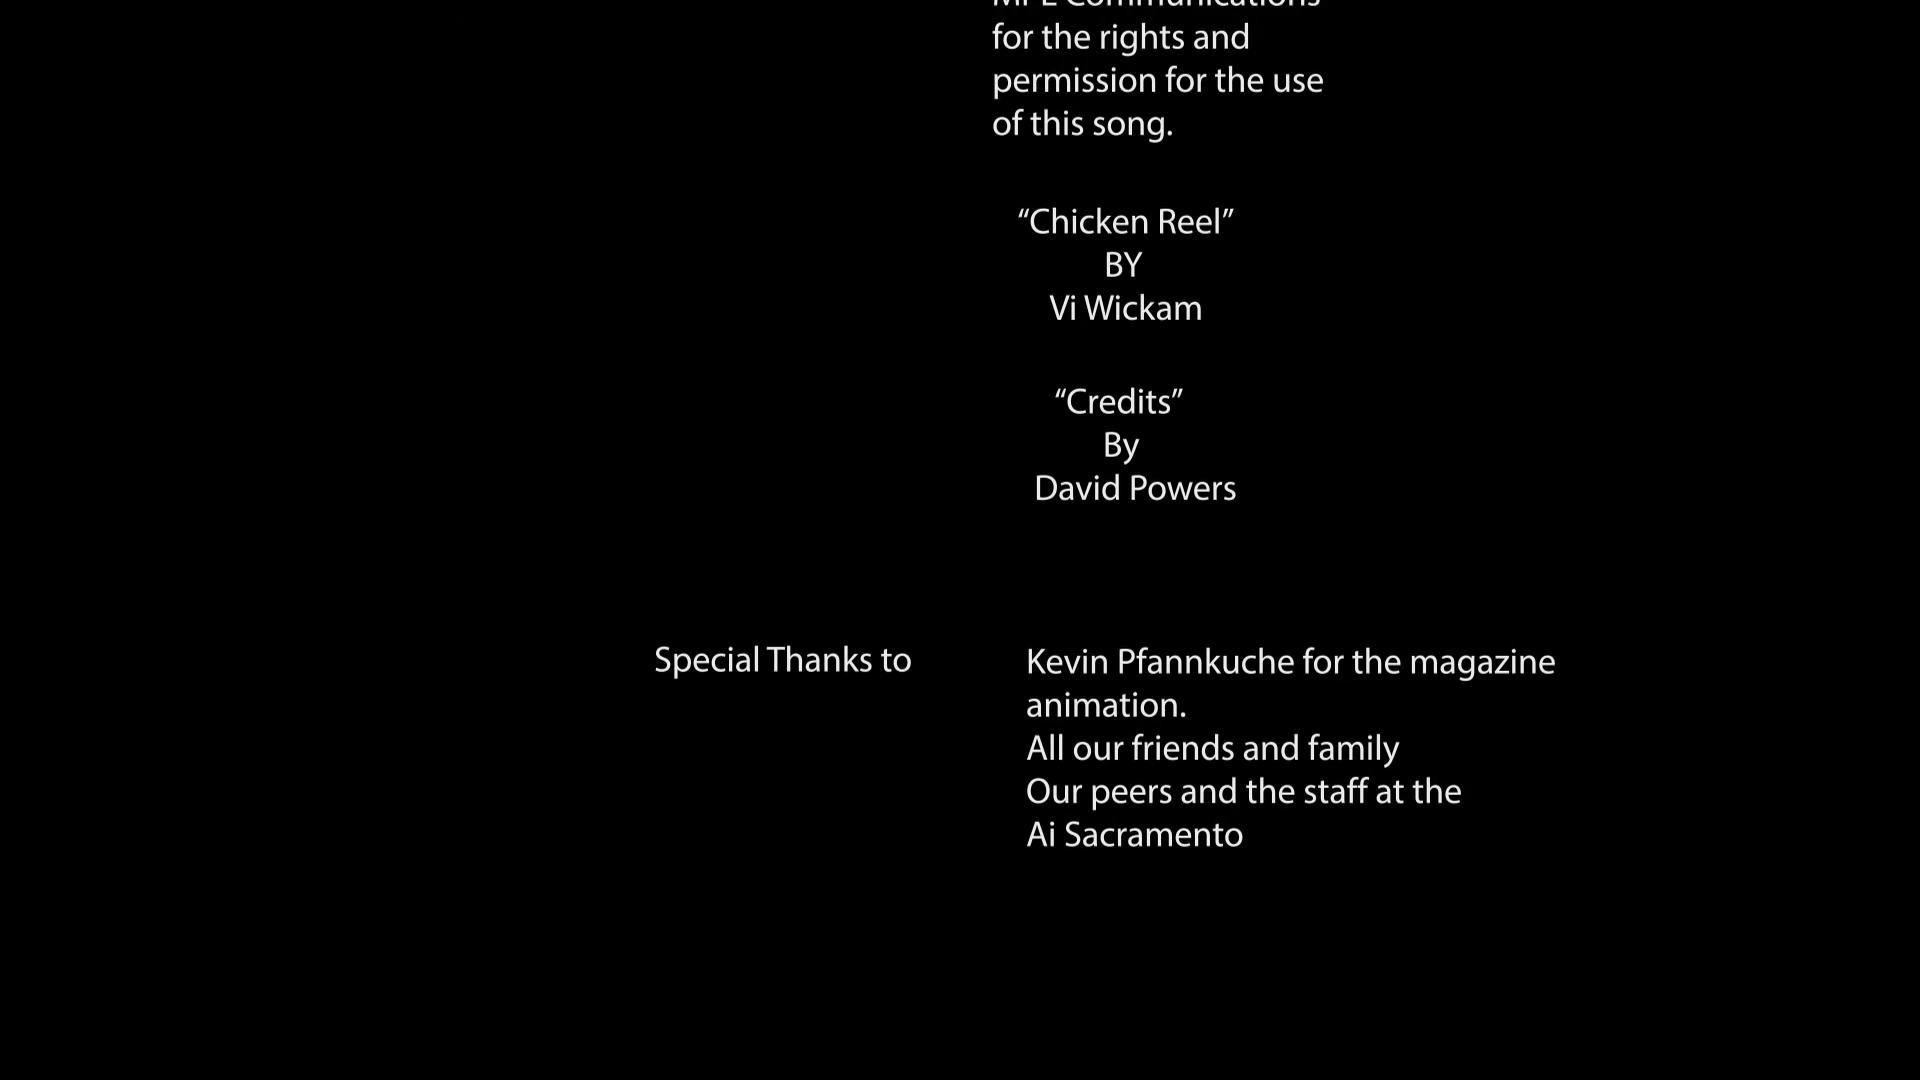 MPL Communications
for the rights and
permission for the use
of this song.
“Chicken Reel”
BY
Vi Wickam
“Credits”
By
David Powers
Special Thanks to
Kevin Pfannkuche for the magazine
animation.
All our friends and family
Our peers and the staff at the
Ai Sacramento